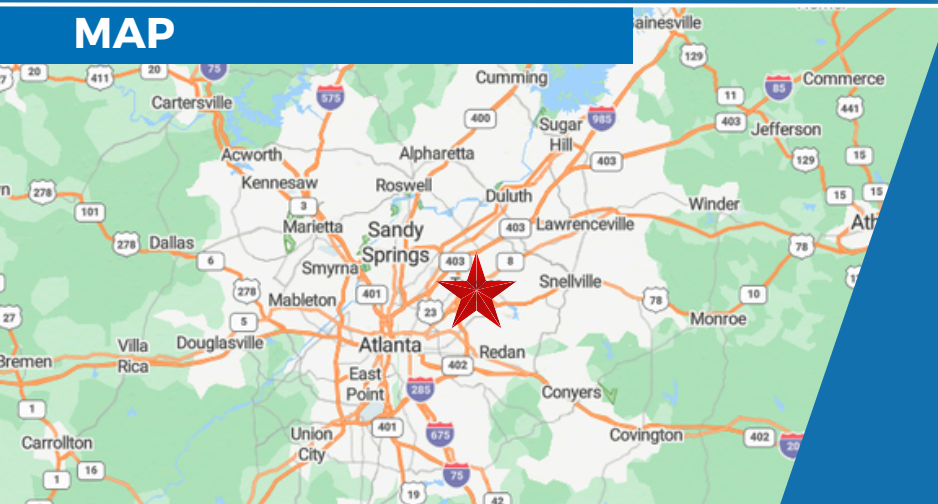 MAP
ainesville
129
20
411
20
75
575
Cumming
11
85
Commerce
Cartersville
400
985
441
Sugar
Hill
403
Jefferson
Acworth
Alpharetta
403
129
15
Kennesaw
Roswell
Duluth
15
15
278
101
3
Winder
Marietta
Sandy
Springs
403
Lawrenceville
Ath
278
Dallas
78
6
Smyrna
403
8
278
401
Snellville
10
Mableton
78
27
5
23
Monroe
Villa
Rica
Douglasville
Atlanta
Redan
Bremen
402
East
Point
285
Conyers
1
401
675
Covington
402
20
Carrollton
Union
City
16
1
75
19
42